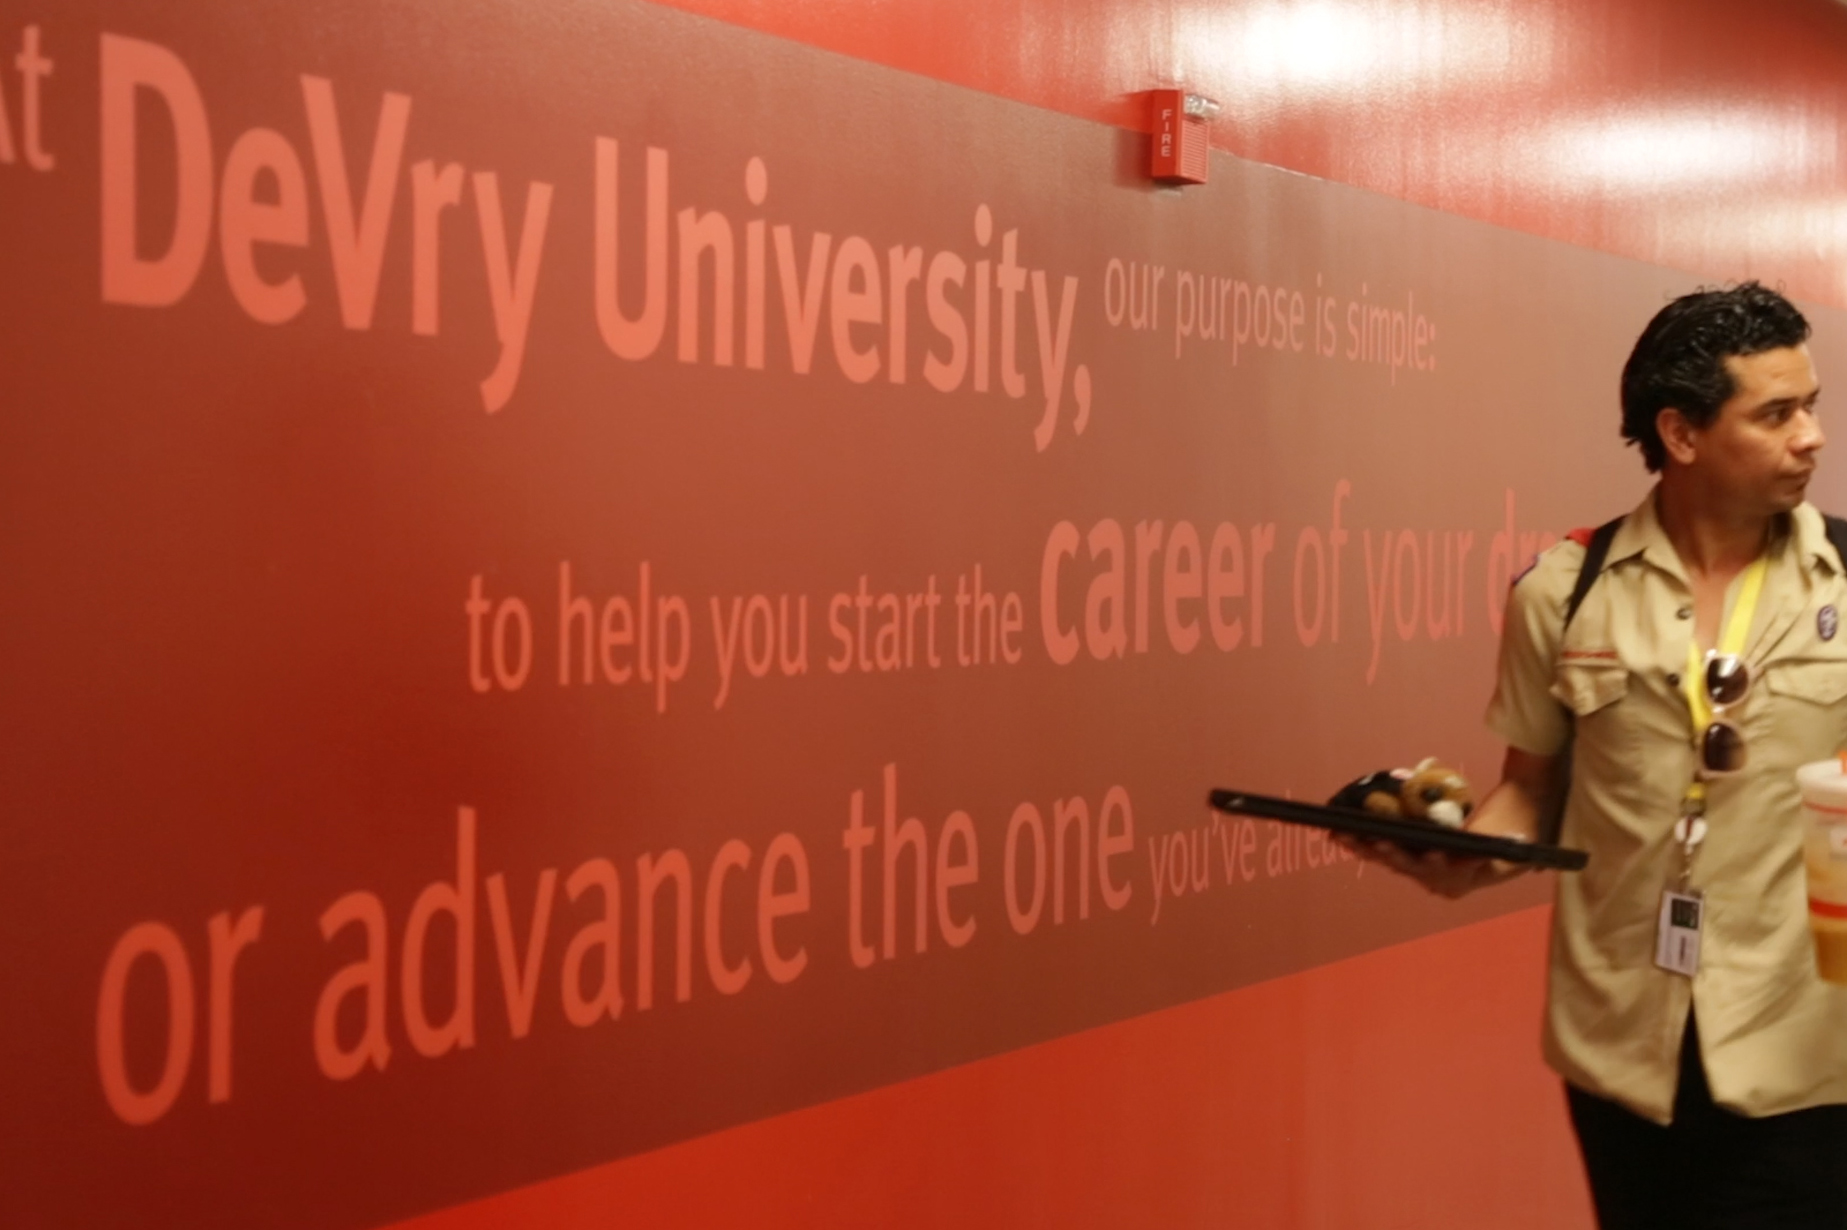 At DeVry University, our purpose is simple:
to help you start the career of your
or advance the one you've
FIRE